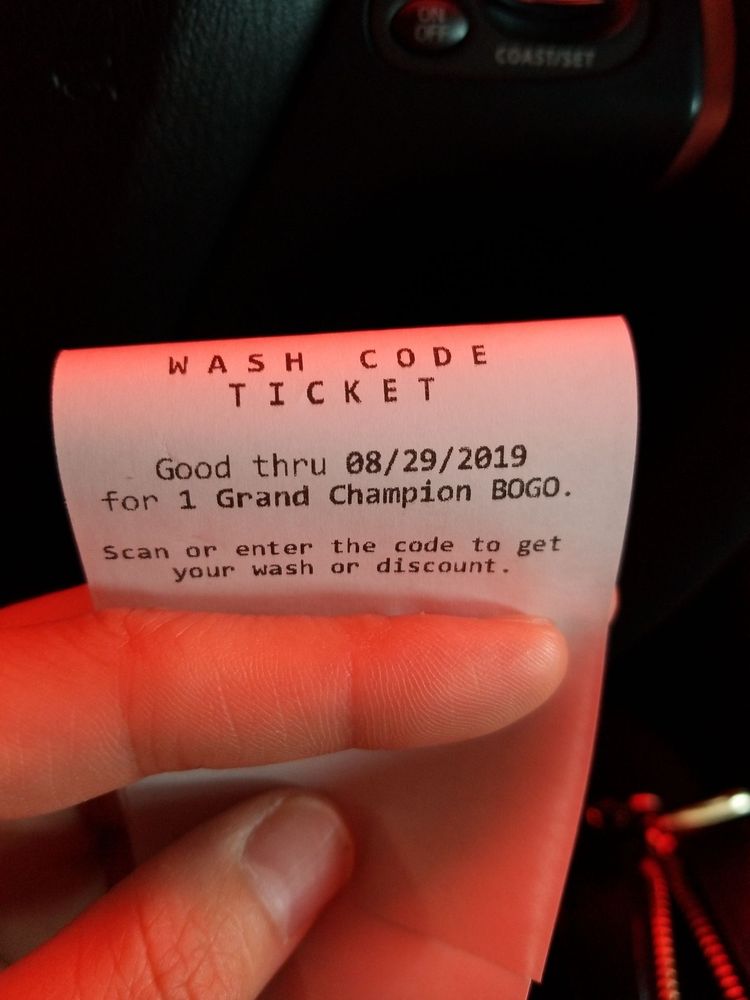 ON
OFF
COAST/SET
WASH CODE
TICKET
Good thru 08/29/2019
for 1 Grand Champion BOGO.
Scan or enter the code to get
your wash or discount.